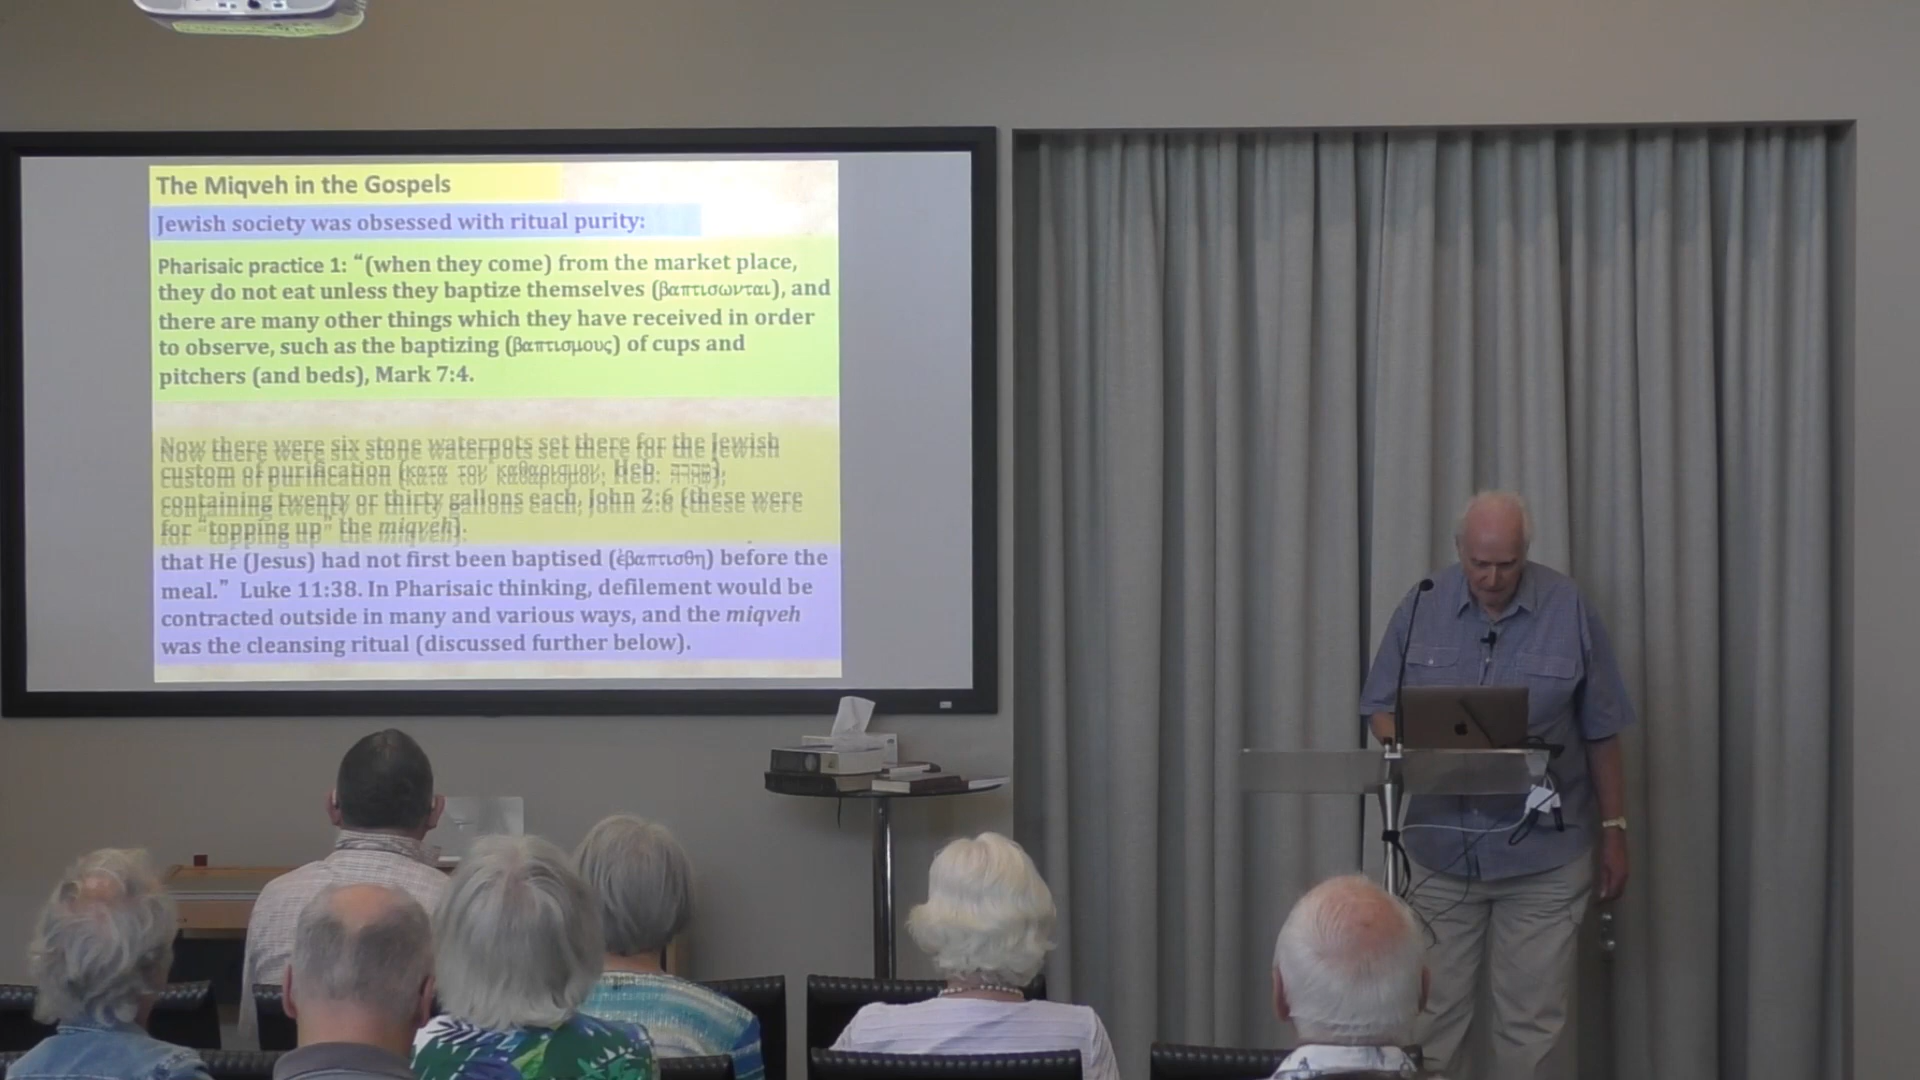 The Miqveh in the Gospels
Jewish society was obsessed with ritual purity:
Pharisaic practice 1: “(when they come) from the market place,
they do not eat unless they baptize themselves (βαπτισωνται), and
there are many other things which they have received in order
to observe, such as the baptizing (βαπτισμους) of cups and
pitchers (and beds), Mark 7:4.
Now there were six stone waterpots set there for the Jewish
custom of purification (κατα τον καθαρισμον, Heb.
containing twenty or thirty gallons each, John 2:6 (these were
for “topping up” the miqveh).
that He (Jesus) had not first been baptised (ἐβαπτισθη) before the
meal.” Luke 11:38. In Pharisaic thinking, defilement would be
contracted outside in many and various ways, and the miqveh
was the cleansing ritual (discussed further below).